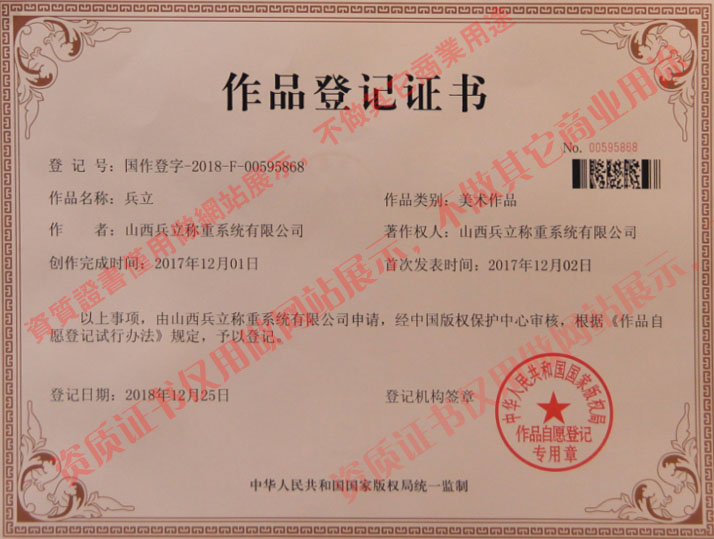 作品登记证书
No. 00595868
登 记 号：国作登字-2018-F-00595868
作品名称：兵立
作品类别：美术作品
作 者：山西兵立称重系统有限公司
著作权人：山西兵立称重系统有限公司
创作完成时间：2017年12月01日
首次发表时间：2017年12月02日
以上事项，由山西兵立称重系统有限公司申请，经中国版权保护中心审核，根据《作品自
愿登记试行办法》规定，予以登记。
登记日期：2018年12月25日
登记机构签章
中华人民共和国国家版权局
作品自愿登记
专用章
中华人民共和国国家版权局统一监制
資質證書僅用做網站展示，不做其它商業用途
资质证书仅用做网站展示，不做其它商业用途
资质证书仅用做网站展示，